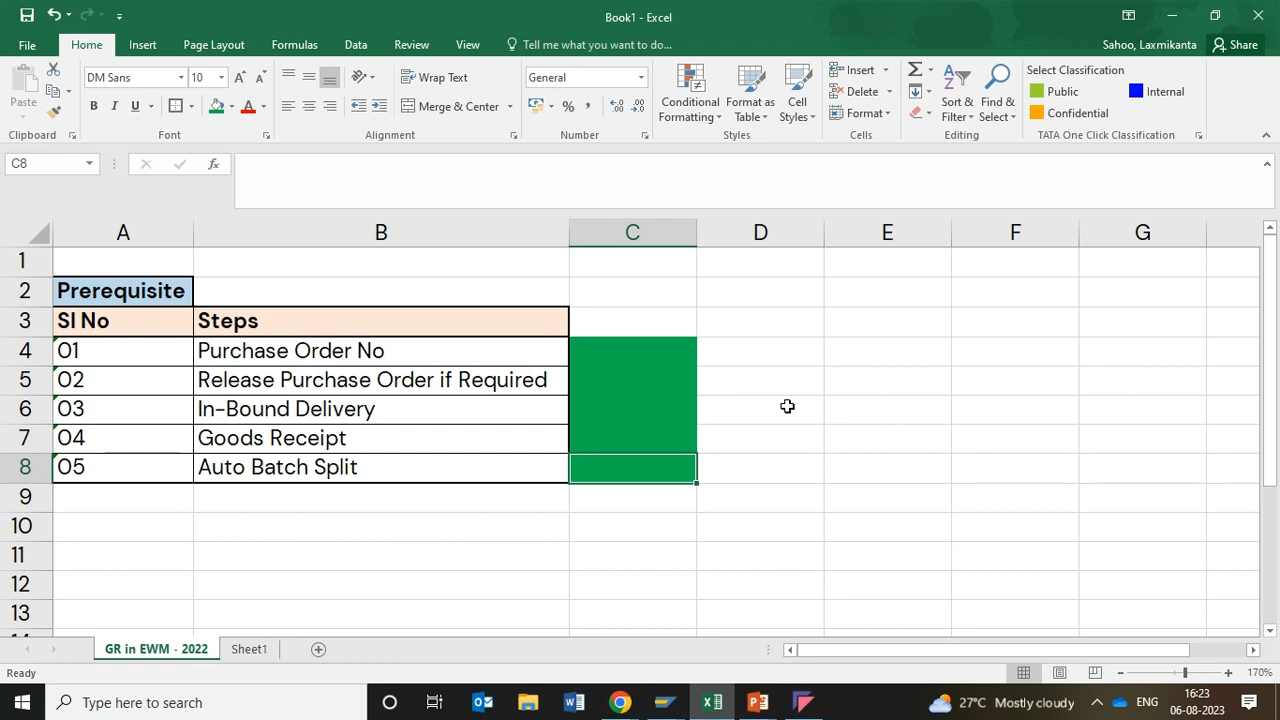 Book1 - Excel
File Home Insert Page Layout Formulas Data Review View Tell me what you want to do... Sahoo, Laxmikanta Share
Paste
Clipboard
DM Sans 10
B I U
Font
Wrap Text
Merge & Center
Alignment
General
% ,
Number
Conditional Formatting
Format as Table
Cell Styles
Styles
Insert
Delete
Format
Cells
Sort & Filter
Find & Select
Editing
Select Classification
Public Internal
Confidential
TATA One Click Classification
C8 fx
A B C D E F G
1
2 Prerequisite
3 Sl No Steps
4 01 Purchase Order No
5 02 Release Purchase Order if Required
6 03 In-Bound Delivery
7 04 Goods Receipt
8 05 Auto Batch Split
9
10
11
12
13
GR in EWM - 2022 Sheet1
Ready 170%
Type here to search 27°C Mostly cloudy ENG 16:23
06-08-2023